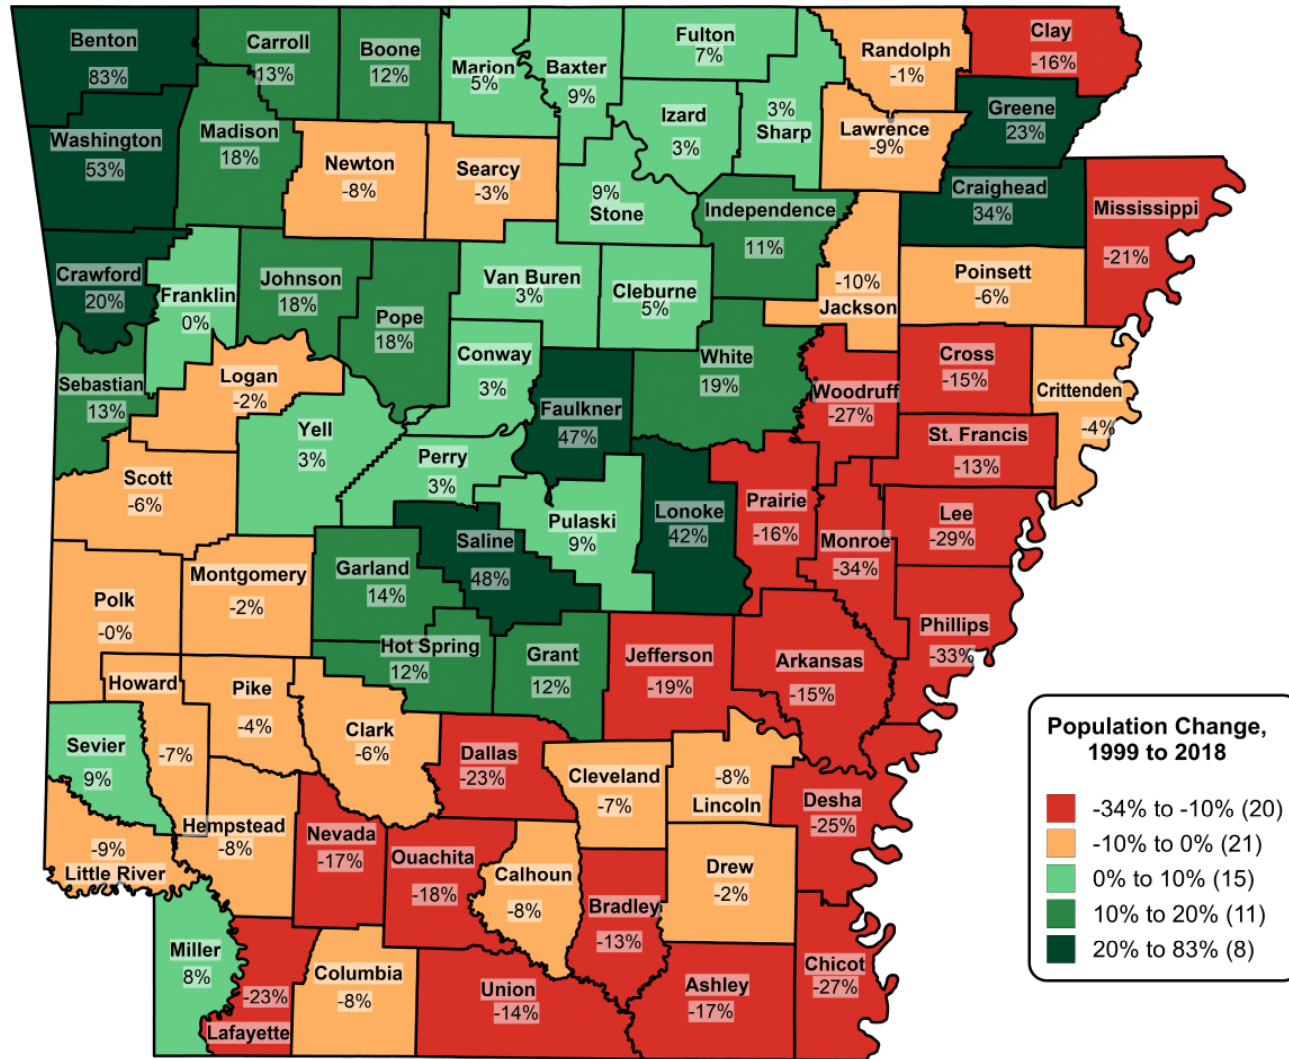 Benton
83%
Carroll
13%
Boone
12%
Marion
5%
Baxter
9%
Fulton
7%
Randolph
-1%
Clay
-16%
Washington
53%
Madison
18%
Newton
-8%
Searcy
-3%
Izard
3%
3%
Sharp
Lawrence
-9%
Greene
23%
9%
Stone
Independence
11%
Craighead
34%
Mississippi
-21%
Crawford
20%
Franklin
0%
Johnson
18%
Pope
18%
Van Buren
3%
Cleburne
5%
-10%
Jackson
Poinsett
-6%
Sebastian
13%
Logan
-2%
Conway
3%
White
19%
Woodruff
-27%
Cross
-15%
Crittenden
-4%
Faulkner
47%
St. Francis
-13%
Scott
-6%
Yell
3%
Perry
3%
Pulaski
9%
Lonoke
42%
Prairie
-16%
Monroe
-34%
Lee
-29%
Saline
48%
Polk
-0%
Montgomery
-2%
Garland
14%
Phillips
-33%
Hot Spring
12%
Grant
12%
Jefferson
-19%
Arkansas
-15%
Howard
-7%
Pike
-4%
Clark
-6%
Sevier
9%
Dallas
-23%
Cleveland
-7%
-8%
Lincoln
Desha
-25%
-9%
Little River
Hempstead
-8%
Nevada
-17%
Ouachita
-18%
Calhoun
-8%
Bradley
-13%
Drew
-2%
Miller
8%
-23%
Lafayette
Columbia
-8%
Union
-14%
Ashley
-17%
Chicot
-27%
Population Change,
1999 to 2018
-34% to -10% (20)
-10% to 0% (21)
0% to 10% (15)
10% to 20% (11)
20% to 83% (8)